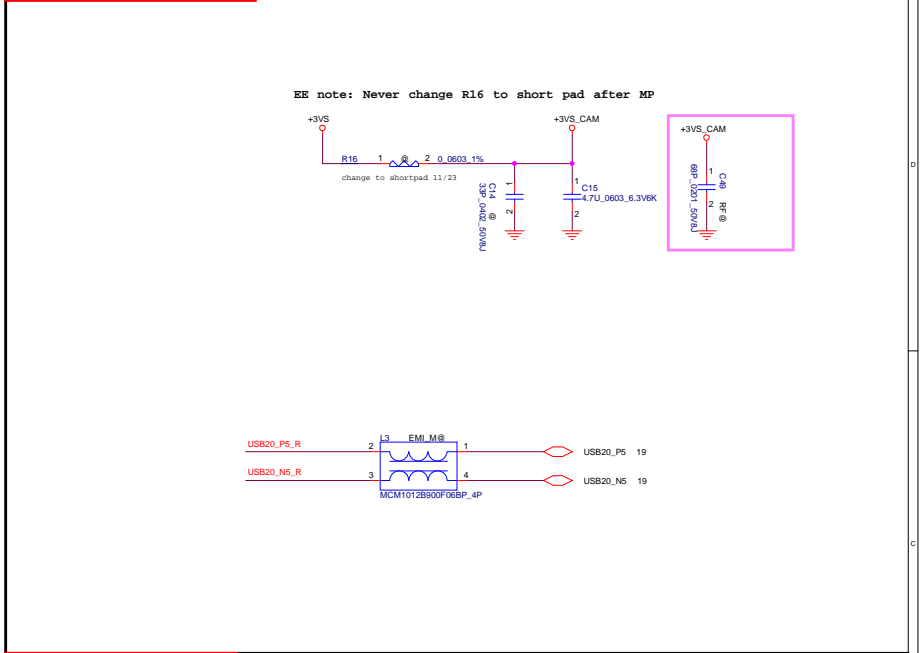 EE note: Never change R16 to short pad after MP
+3VS
+3VS_CAM
R16 1 @ 2 0_0603_1%
change to shortpad 11/23
1
C14
33P_0402_50V8J
@
2
1
C15
4.7U_0603_6.3V6K
2
+3VS_CAM
1
C49
68P_0201_50V8J
RF@
2
D
L3 EMI_M@
USB20_P5_R 2 1 USB20_P5 19
USB20_N5_R 3 4 USB20_N5 19
MCM1012B900F06BP_4P
C